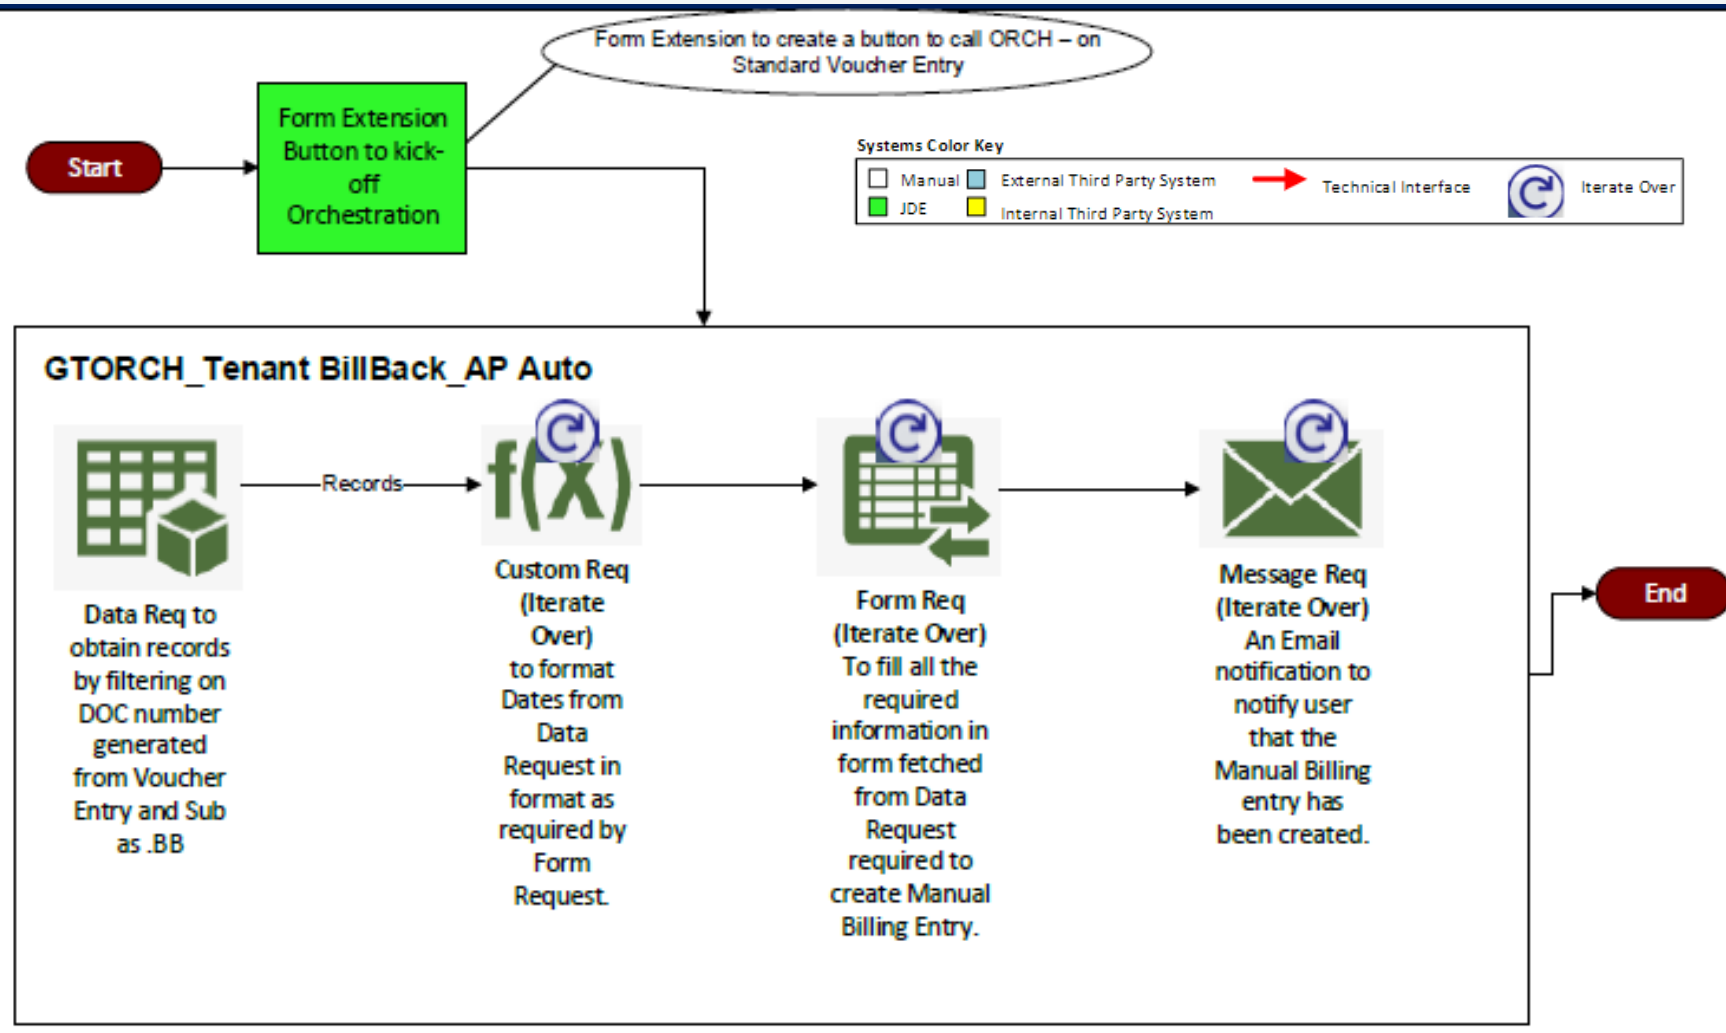 Form Extension to create a button to call ORCH – on
Standard Voucher Entry
Form Extension
Button to kick-
off
Orchestration
Start
Systems Color Key
Manual
External Third Party System
Technical Interface
Iterate Over
JDE
Internal Third Party System
GTORCH_Tenant BillBack_AP Auto
Records
f(x)
Data Req to
obtain records
by filtering on
DOC number
generated
from Voucher
Entry and Sub
as .BB
Custom Req
(Iterate
Over)
to format
Dates from
Data
Request in
format as
required by
Form
Request.
Form Req
(Iterate Over)
To fill all the
required
information in
form fetched
from Data
Request
required to
create Manual
Billing Entry.
Message Req
(Iterate Over)
An Email
notification to
notify user
that the
Manual Billing
entry has
been created.
End